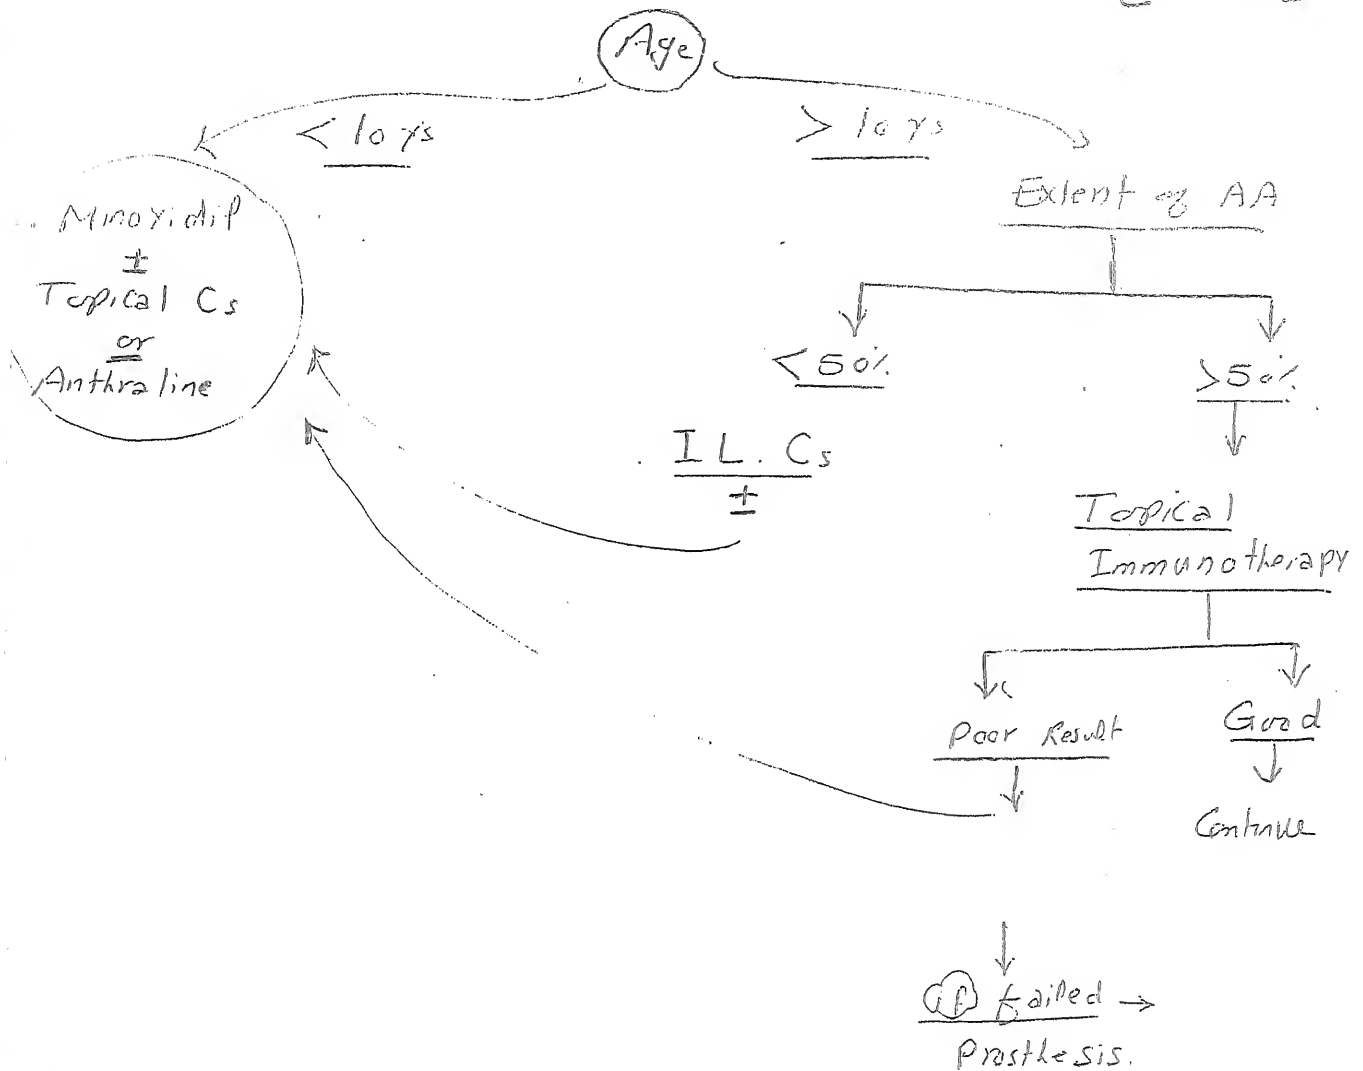 Age
< 10 ys
> 10 ys
Minoxidil
±
Topical Cs
or
Anthraline
Extent of AA
< 50%
>50%
I L. Cs
±
Topical
Immunotherapy
Poor Result
Good
Continue
if failed →
Prosthesis.